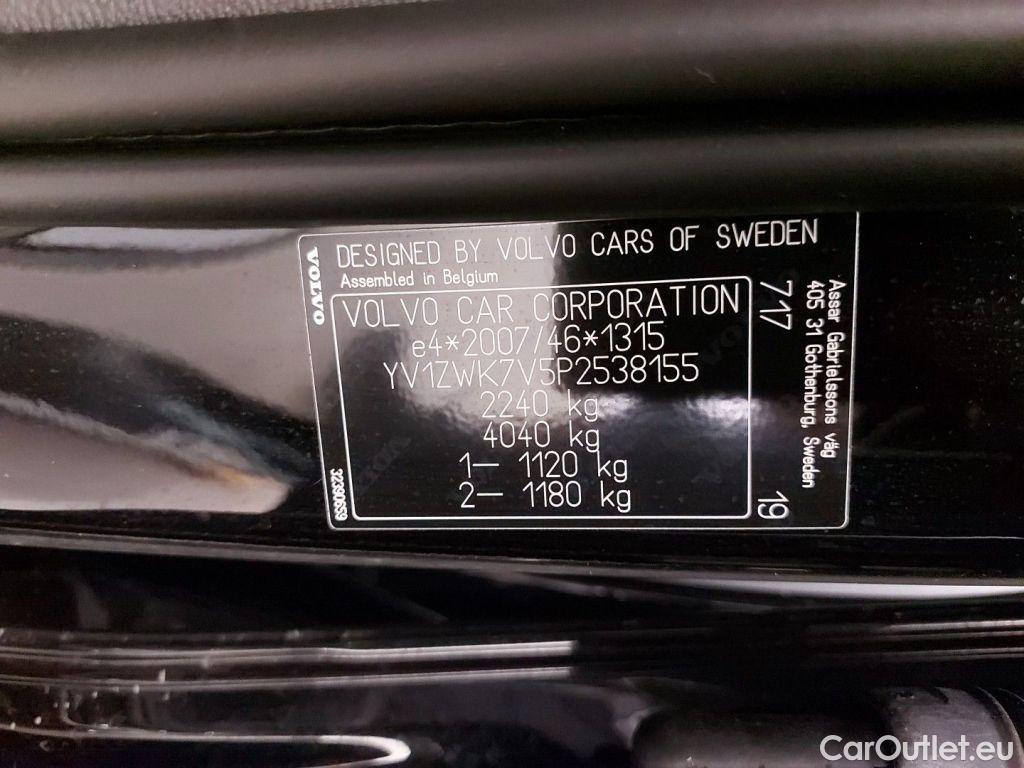 VOLVO
DESIGNED BY VOLVO CARS OF SWEDEN
Assembled in Belgium
VOLVO CAR CORPORATION
e4*2007/46*1315
YV1ZWK7V5P2538155
2240 kg
4040 kg
1– 1120 kg
2– 1180 kg
32390659
717
19
Assar Gabrielssons väg
405 31 Gothenburg, Sweden
CarOutlet.eu